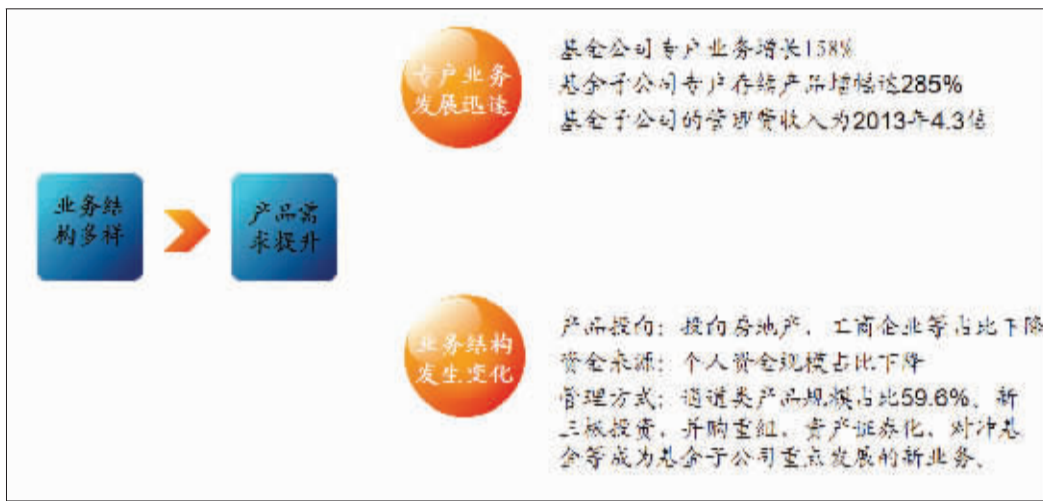 专户业务
发展迅速
基金公司专户业务增长158%
基金子公司专户存续产品增幅达285%
基金子公司的管理费收入为2013年4.3倍
业务结
构多样
产品需
求提升
业务结构
发生变化
产品投向：投向房地产、工商企业等占比下降
资金来源：个人资金规模占比下降
管理方式：通道类产品规模占比59.6%、新
三板投资、并购重组、资产证券化、对冲基
金等成为基金子公司重点发展的新业务、